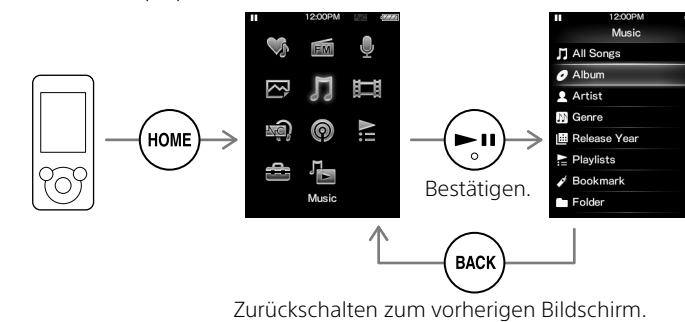 12:00PM
FM
NC
Music
HOME
Bestätigen.
12:00PM
Music
All Songs
Album
Artist
Genre
Release Year
Playlists
Bookmark
Folder
BACK
Zurückschalten zum vorherigen Bildschirm.